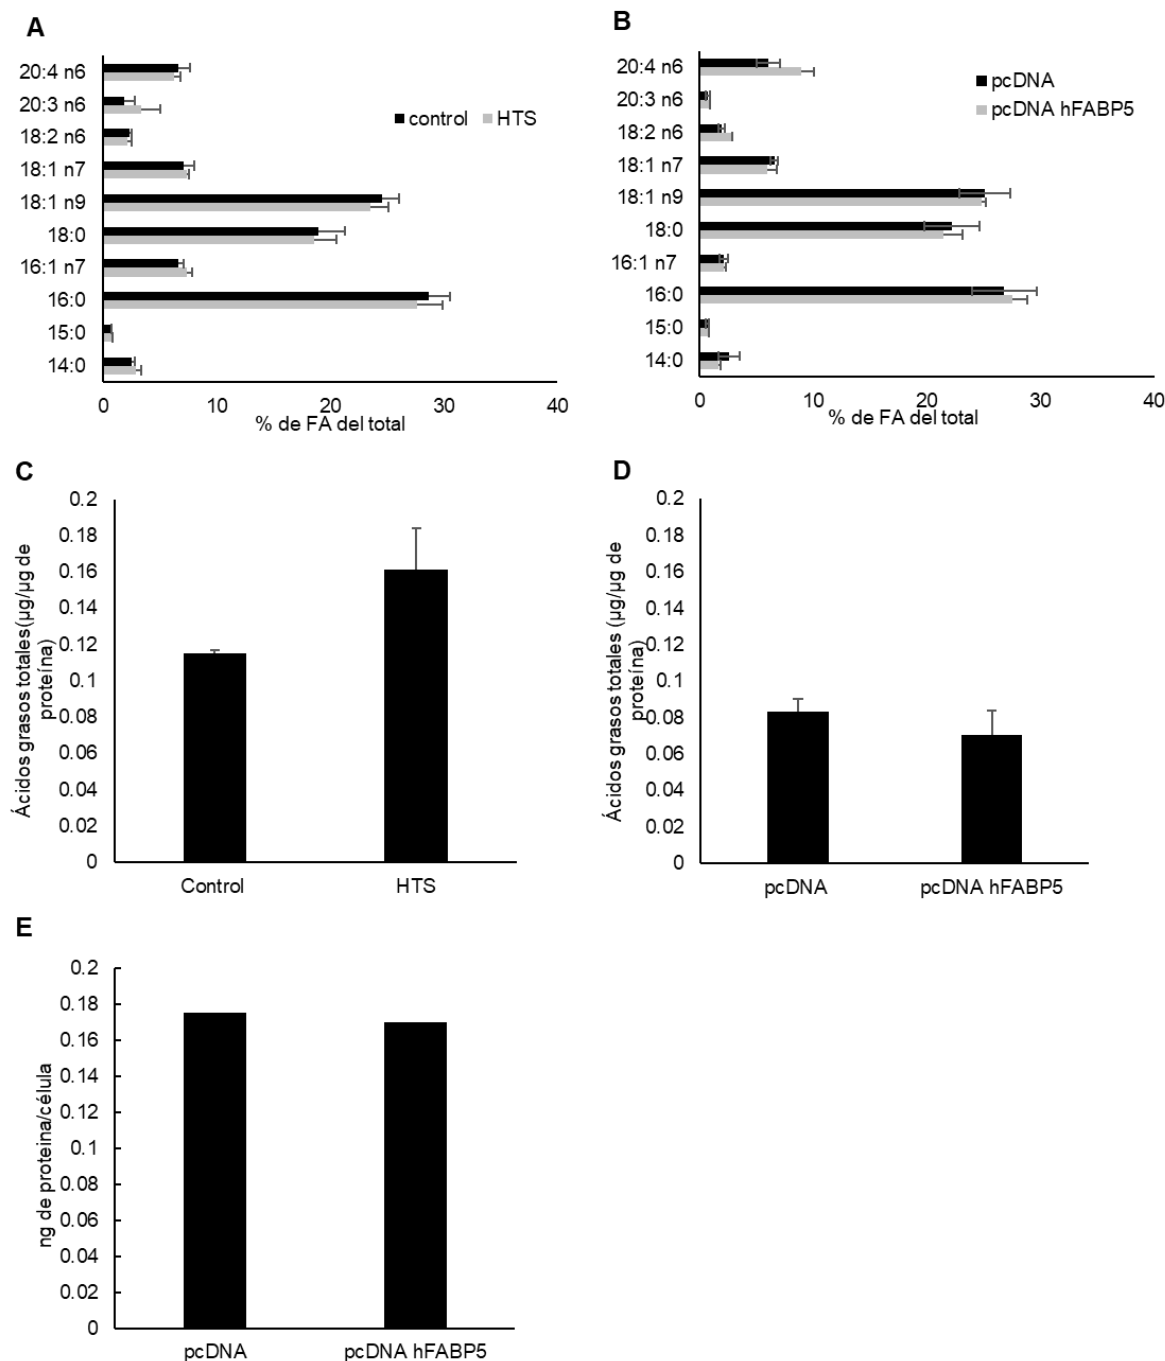 A
20:4 n6
20:3 n6
18:2 n6
18:1 n7
18:1 n9
18:0
16:1 n7
16:0
15:0
14:0
control HTS
0 10 20 30 40
% de FA del total
B
20:4 n6
20:3 n6
18:2 n6
18:1 n7
18:1 n9
18:0
16:1 n7
16:0
15:0
14:0
pcDNA
pcDNA hFABP5
0 10 20 30 40
% de FA del total
C
Ácidos grasos totales(µg/µg de
proteína)
0.2
0.18
0.16
0.14
0.12
0.1
0.08
0.06
0.04
0.02
0
Control HTS
D
Ácidos grasos totales (µg/µg de
proteína)
0.2
0.18
0.16
0.14
0.12
0.1
0.08
0.06
0.04
0.02
0
pcDNA pcDNA hFABP5
E
ng de proteina/célula
0.2
0.18
0.16
0.14
0.12
0.1
0.08
0.06
0.04
0.02
0
pcDNA pcDNA hFABP5